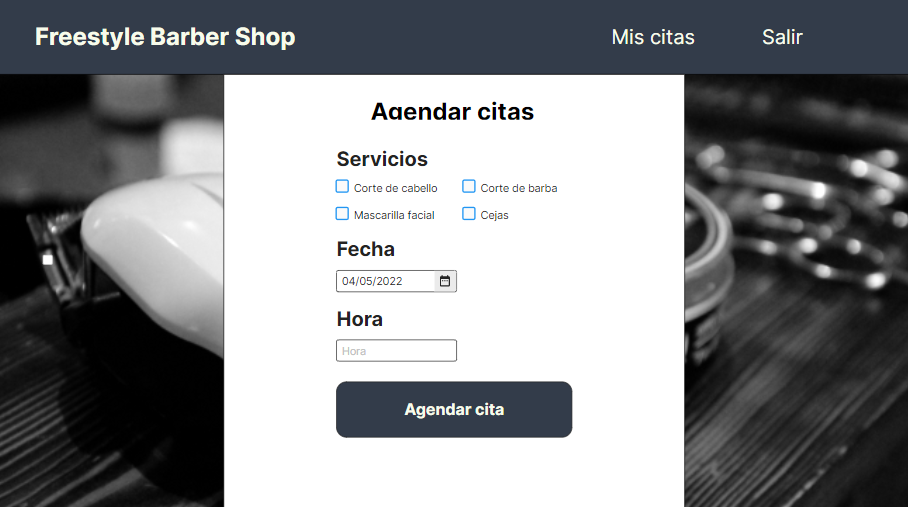 Freestyle Barber Shop
Mis citas
Salir
Agendar citas
Servicios
Corte de cabello
Corte de barba
Mascarilla facial
Cejas
Fecha
04/05/2022
Hora
Hora
Agendar cita